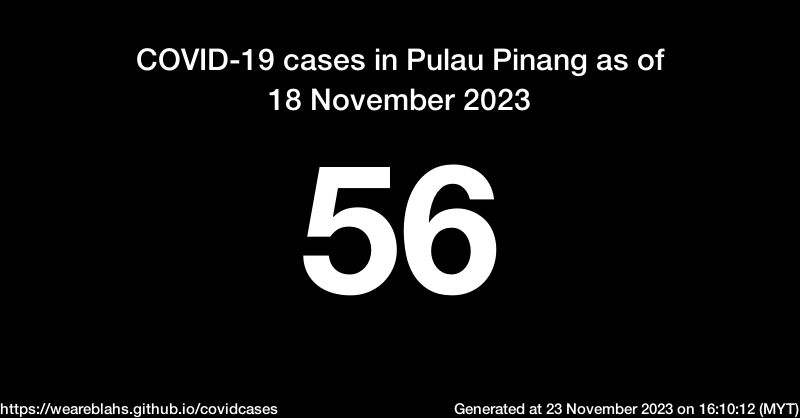 COVID-19 cases in Pulau Pinang as of
18 November 2023
56
https://weareblahs.github.io/covidcases
Generated at 23 November 2023 on 16:10:12 (MYT)